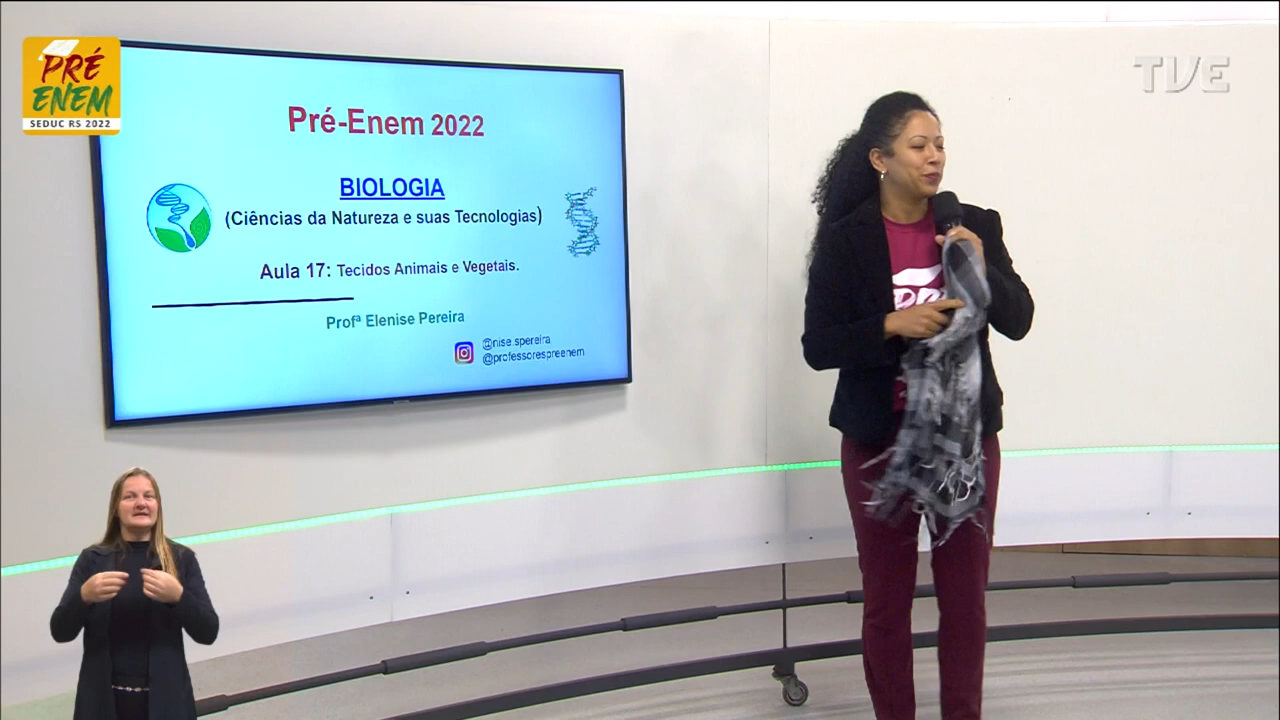 PRÉ
ENEM
SEDUC RS 2022
TVE
Pré-Enem 2022
BIOLOGIA
(Ciências da Natureza e suas Tecnologias)
Aula 17: Tecidos Animais e Vegetais.
Profª Elenise Pereira
@nise.spereira
@professorespreenem